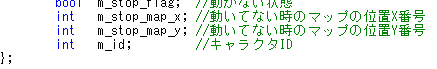 bool m_stop_flag; //動かない状態
int m_stop_map_x; //動いてない時のマップの位置X番号
int m_stop_map_y; //動いてない時のマップの位置Y番号
int m_id; //キャラクタID
};